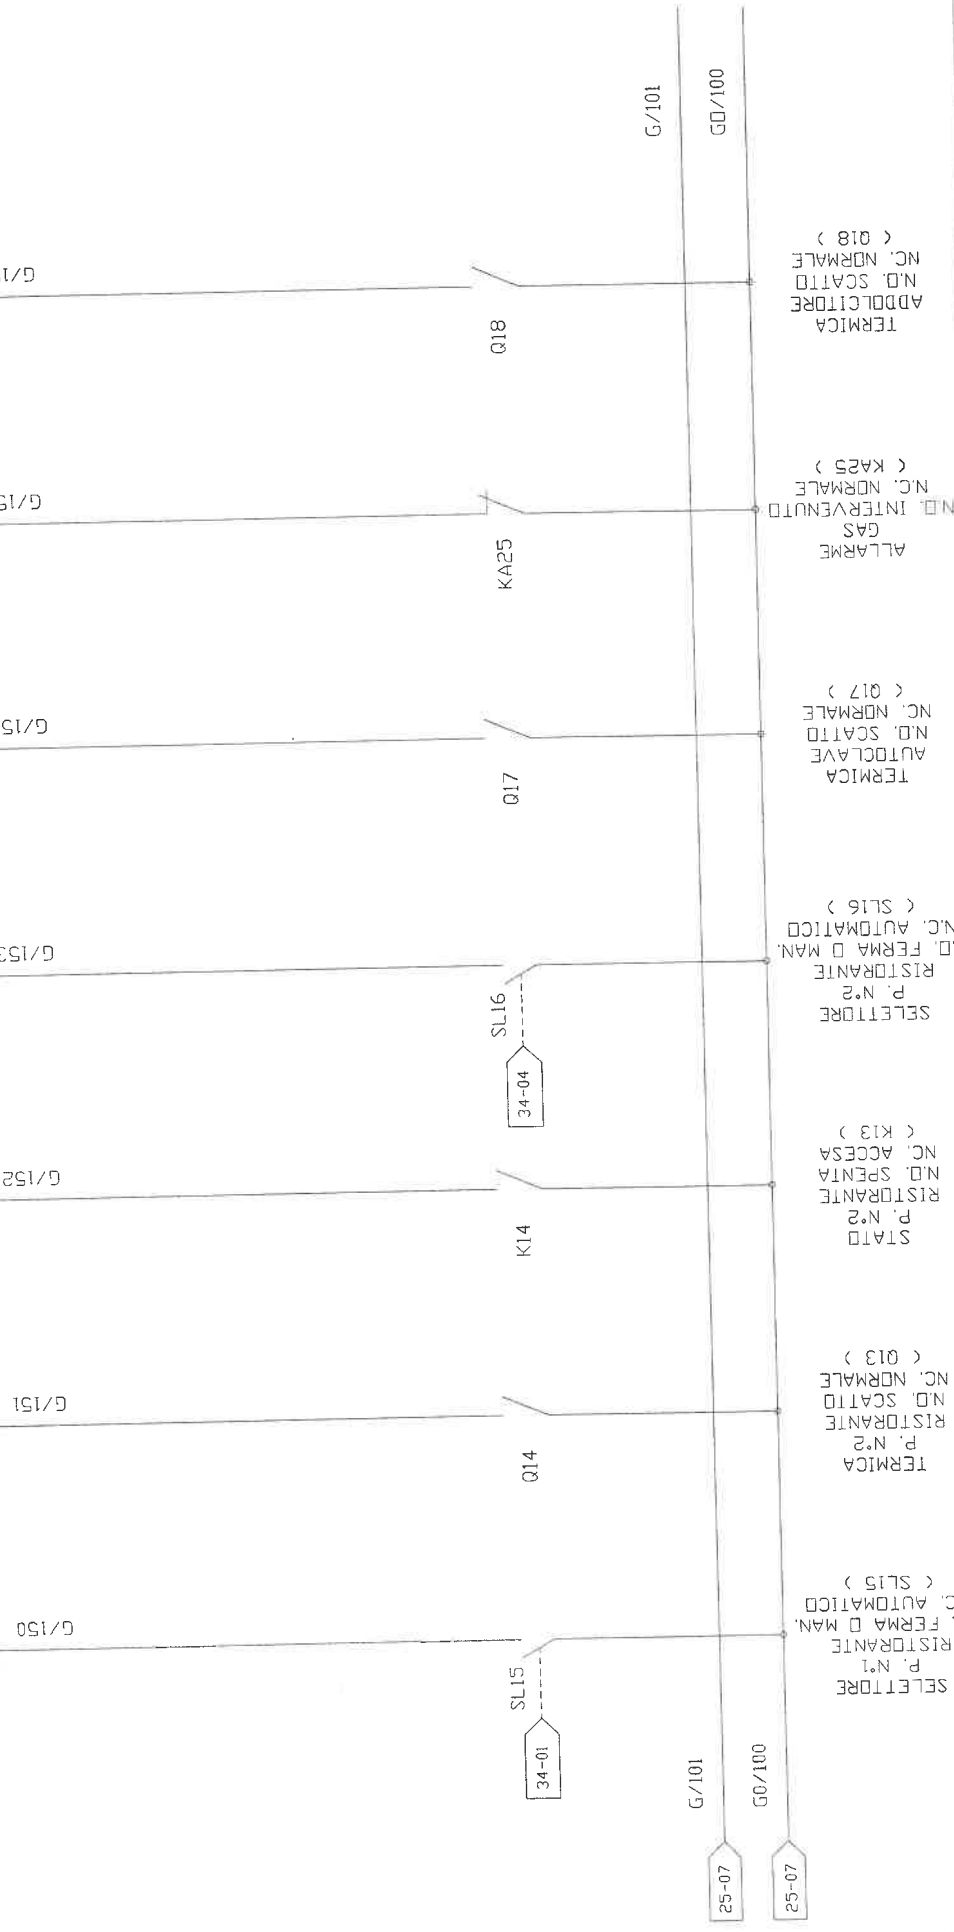 G/101
G0/100
Q18
KA25
Q17
SL16
34-04
K14
Q14
SL15
34-01
G/101
G0/100
25-07
25-07
G/153
G/152
G/151
G/150
TERMICA
ADDOLCITORE
N.O. SCATTO
NC. NORMALE
( Q18 )
ALLARME
GAS
N.O. INTERVENUTO
N.C. NORMALE
( KA25 )
TERMICA
AUTOCLAVE
N.O. SCATTO
NC. NORMALE
( Q17 )
SELETTORE
P. N°2
RISTORANTE
.O. FERMA O MAN.
N.C. AUTOMATICO
( SL16 )
STATO
P. N°2
RISTORANTE
N.O. SPENTA
NC. ACCESA
( K13 )
TERMICA
P. N°2
RISTORANTE
N.O. SCATTO
NC. NORMALE
( Q13 )
SELETTORE
P. N°1
RISTORANTE
. FERMA O MAN.
C. AUTOMATICO
( SL15 )